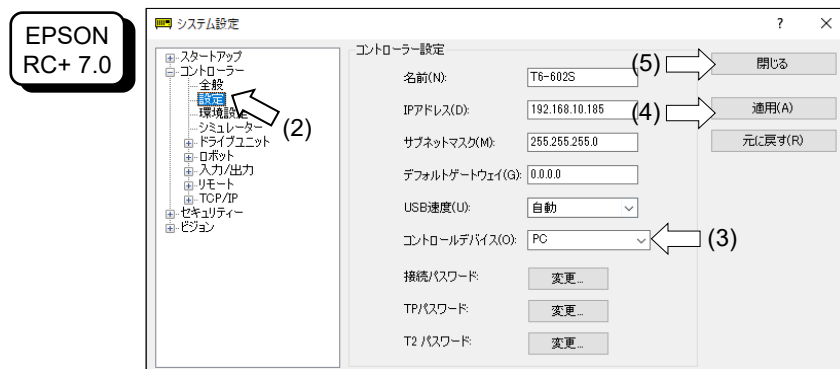 EPSON
RC+ 7.0
システム設定
スタートアップ
コントローラー
全般
設定
環境設定
シミュレーター
ドライブユニット
ロボット
入力/出力
リモート
TCP/IP
セキュリティー
ビジョン
(2)
コントローラー設定
名前(N): T6-602S
IPアドレス(D): 192.168.10.185
サブネットマスク(M): 255.255.255.0
デフォルトゲートウェイ(G): 0.0.0.0
USB速度(U): 自動
コントロールデバイス(O): PC
(3)
接続パスワード: 変更...
TPパスワード: 変更...
T2 パスワード: 変更...
(5)
閉じる
(4)
適用(A)
元に戻す(R)